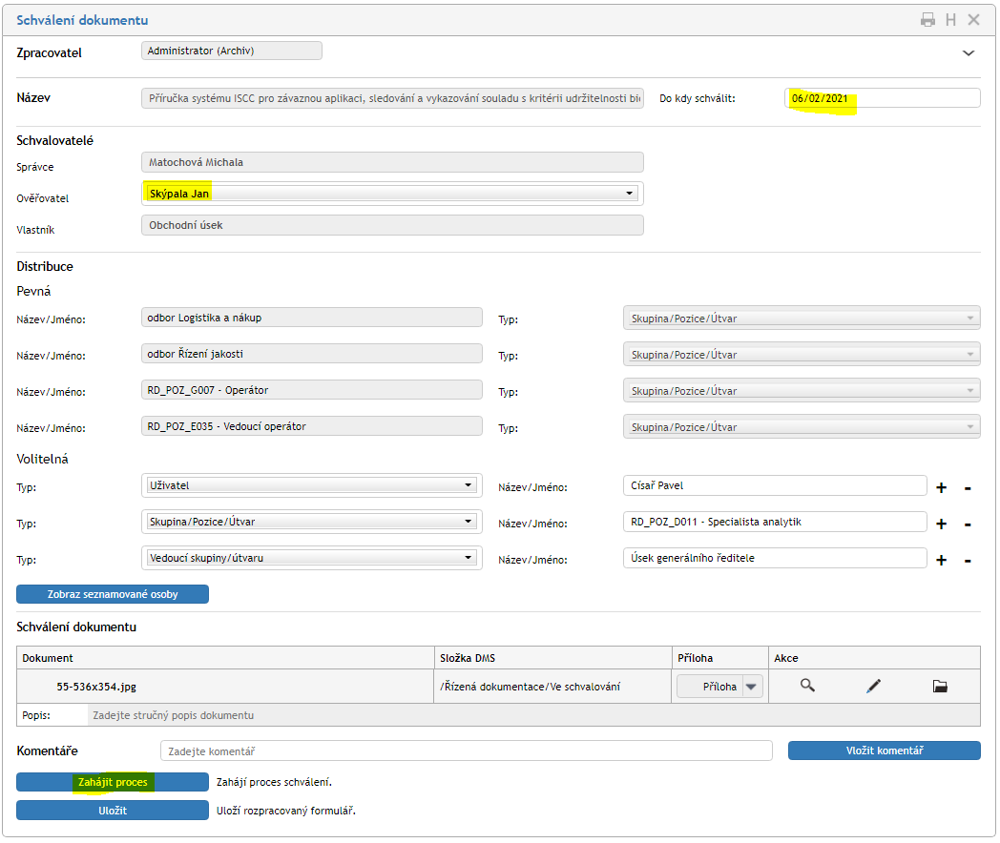 Schválení dokumentu H
Zpracovatel Administrator (Archiv)
Název Příručka systému ISCC pro závaznou aplikaci, sledování a vykazování souladu s kritérii udržitelnosti Do kdy schválit: 06/02/2021
Schvalovatelé
Správce Matochová Michala
Ověřovatel Skýpala Jan
Vlastník Obchodní úsek
Distribuce
Pevná
Název/Jméno: odbor Logistika a nákup Typ: Skupina/Pozice/Útvar
Název/Jméno: odbor Řízení jakosti Typ: Skupina/Pozice/Útvar
Název/Jméno: RD_POZ_G007 - Operátor Typ: Skupina/Pozice/Útvar
Název/Jméno: RD_POZ_E035 - Vedoucí operátor Typ: Skupina/Pozice/Útvar
Volitelná
Typ: Uživatel Název/Jméno: Císař Pavel + -
Typ: Skupina/Pozice/Útvar Název/Jméno: RD_POZ_D011 - Specialista analytik + -
Typ: Vedoucí skupiny/útvaru Název/Jméno: Úsek generálního ředitele + -
Zobraz seznamované osoby
Schválení dokumentu
Dokument Složka DMS Příloha Akce
55-536x354.jpg /Řízená dokumentace/Ve schvalování Příloha
Popis: Zadejte stručný popis dokumentu
Komentáře Zadejte komentář Vložit komentář
Zahájit proces Zahájí proces schválení.
Uložit Uloží rozpracovaný formulář.